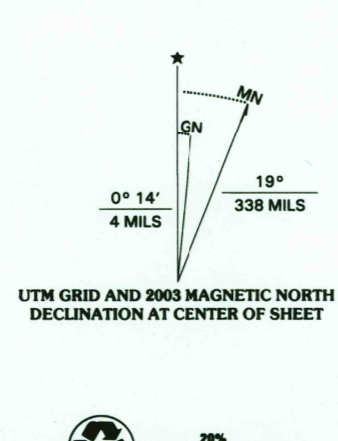 ★
MN
GN
0° 14'
4 MILS
19°
338 MILS
UTM GRID AND 2003 MAGNETIC NORTH
DECLINATION AT CENTER OF SHEET
20%